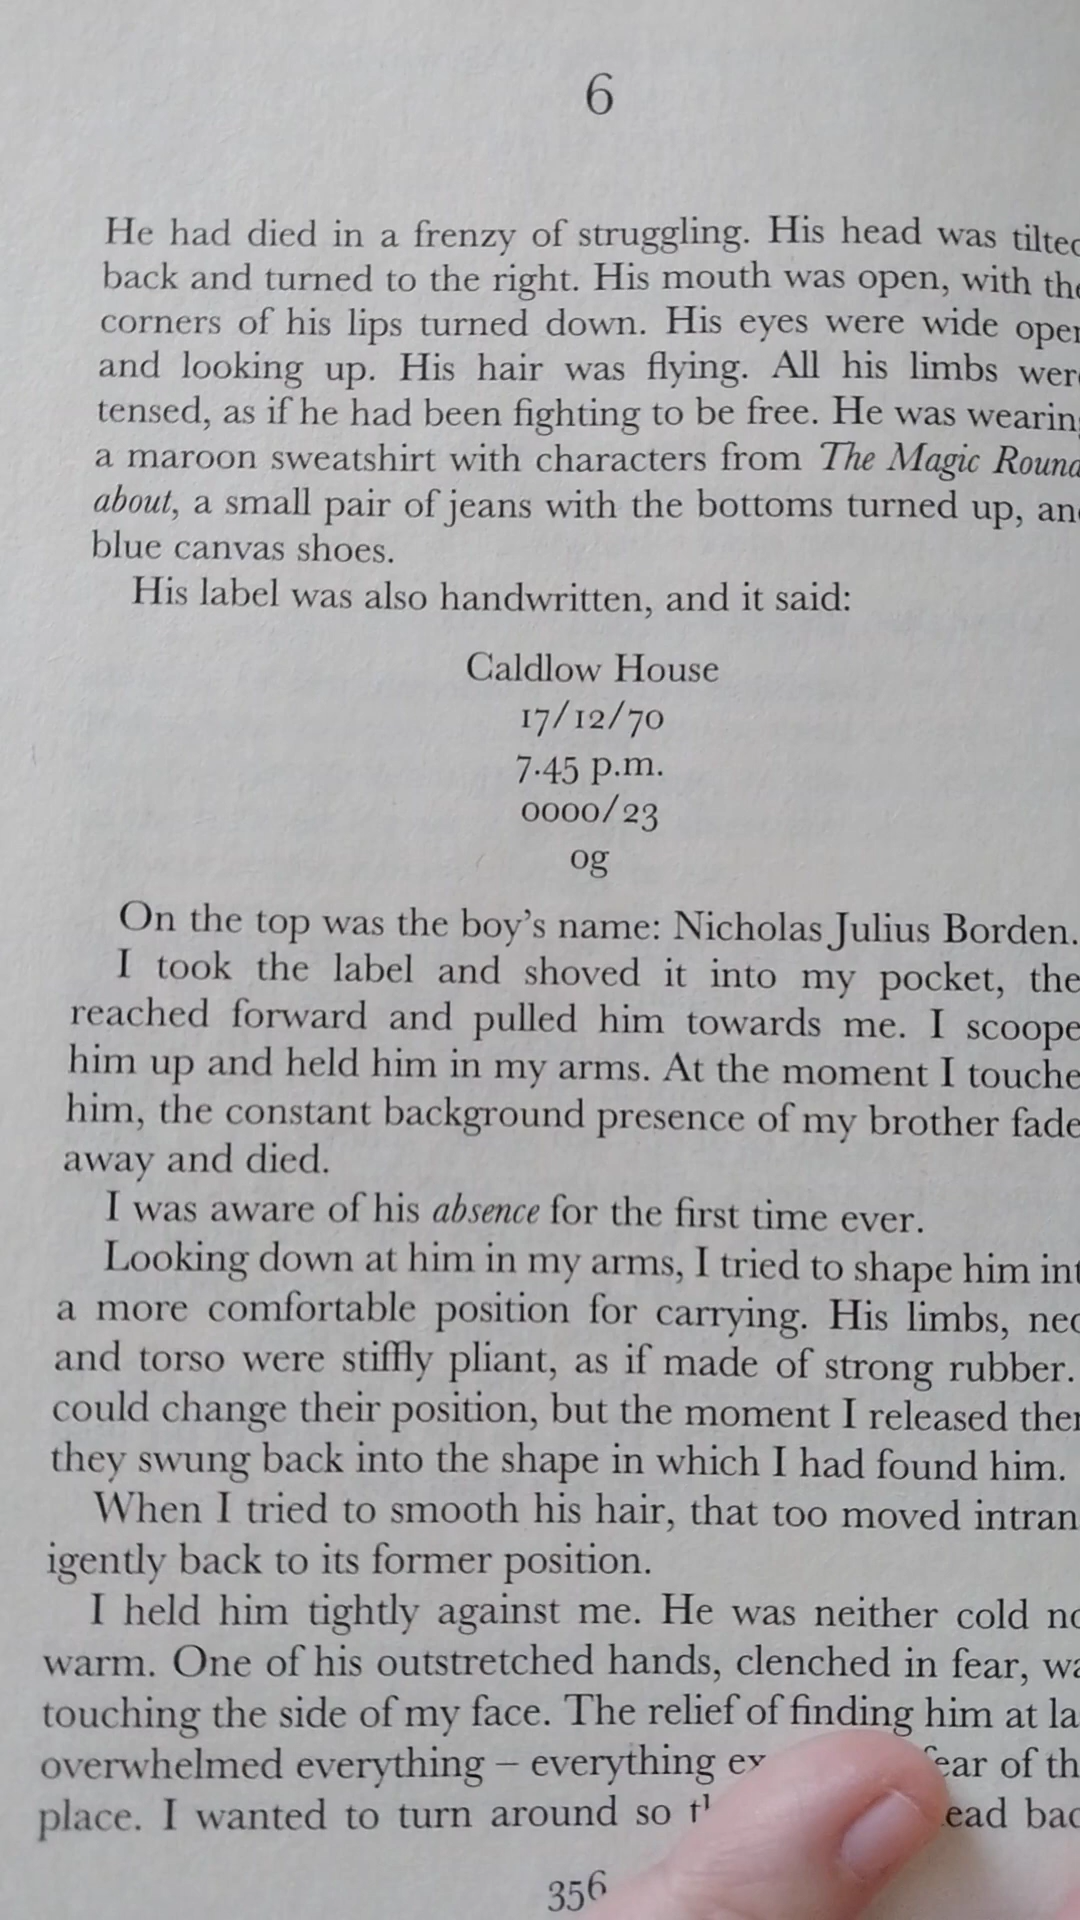 6
He had died in a frenzy of struggling. His head was tilted
back and turned to the right. His mouth was open, with the
corners of his lips turned down. His eyes were wide open
and looking up. His hair was flying. All his limbs were
tensed, as if he had been fighting to be free. He was wearing
a maroon sweatshirt with characters from The Magic Round
about, a small pair of jeans with the bottoms turned up, and
blue canvas shoes.
His label was also handwritten, and it said:
Caldlow House
17/12/70
7.45 p.m.
0000/23
og
On the top was the boy's name: Nicholas Julius Borden.
I took the label and shoved it into my pocket, the
reached forward and pulled him towards me. I scoope
him up and held him in my arms. At the moment I touche
him, the constant background presence of my brother fade
away and died.
I was aware of his absence for the first time ever.
Looking down at him in my arms, I tried to shape him int
a more comfortable position for carrying. His limbs, nec
and torso were stiffly pliant, as if made of strong rubber.
could change their position, but the moment I released ther
they swung back into the shape in which I had found him.
When I tried to smooth his hair, that too moved intran
igently back to its former position.
I held him tightly against me. He was neither cold no
warm. One of his outstretched hands, clenched in fear, wa
touching the side of my face. The relief of finding him at la
overwhelmed everything – everything ex fear of th
place. I wanted to turn around so th ead bac
356